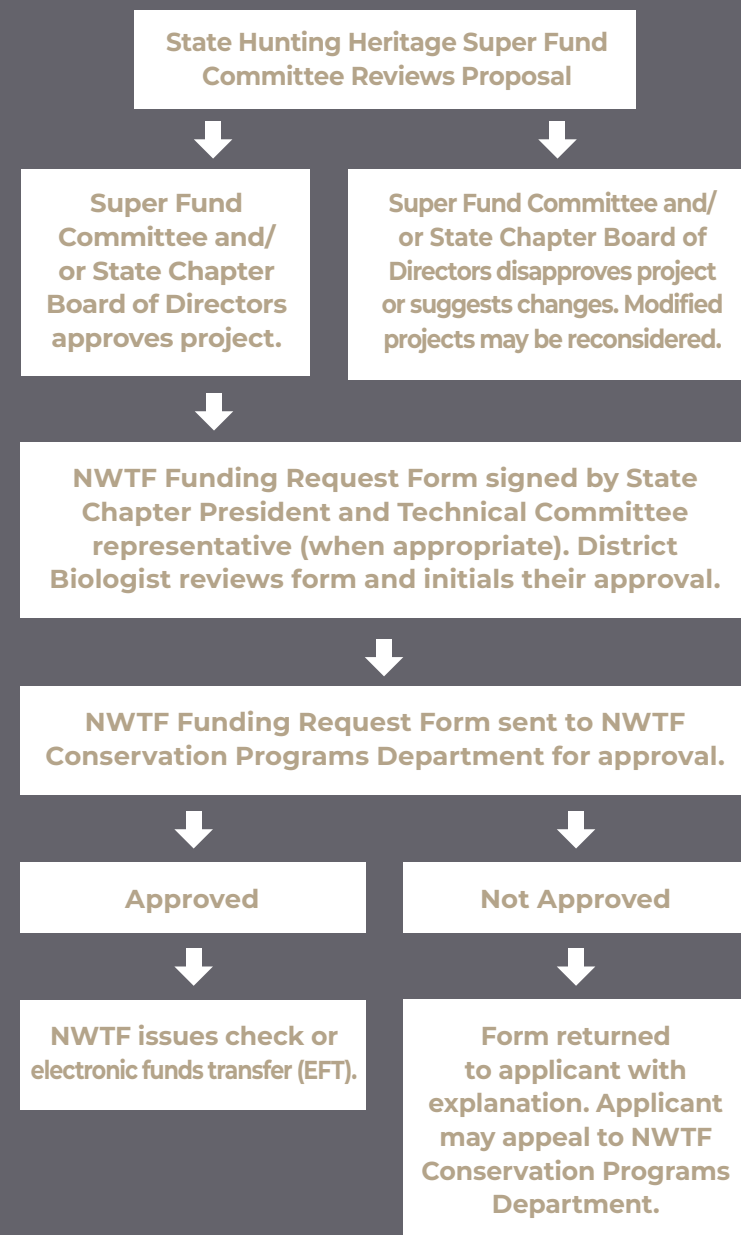 State Hunting Heritage Super Fund
Committee Reviews Proposal
Super Fund
Committee and/
or State Chapter
Board of Directors
approves project.
Super Fund Committee and/
or State Chapter Board of
Directors disapproves project
or suggests changes. Modified
projects may be reconsidered.
NWTF Funding Request Form signed by State
Chapter President and Technical Committee
representative (when appropriate). District
Biologist reviews form and initials their approval.
NWTF Funding Request Form sent to NWTF
Conservation Programs Department for approval.
Approved
Not Approved
NWTF issues check or
electronic funds transfer (EFT).
Form returned
to applicant with
explanation. Applicant
may appeal to NWTF
Conservation Programs
Department.